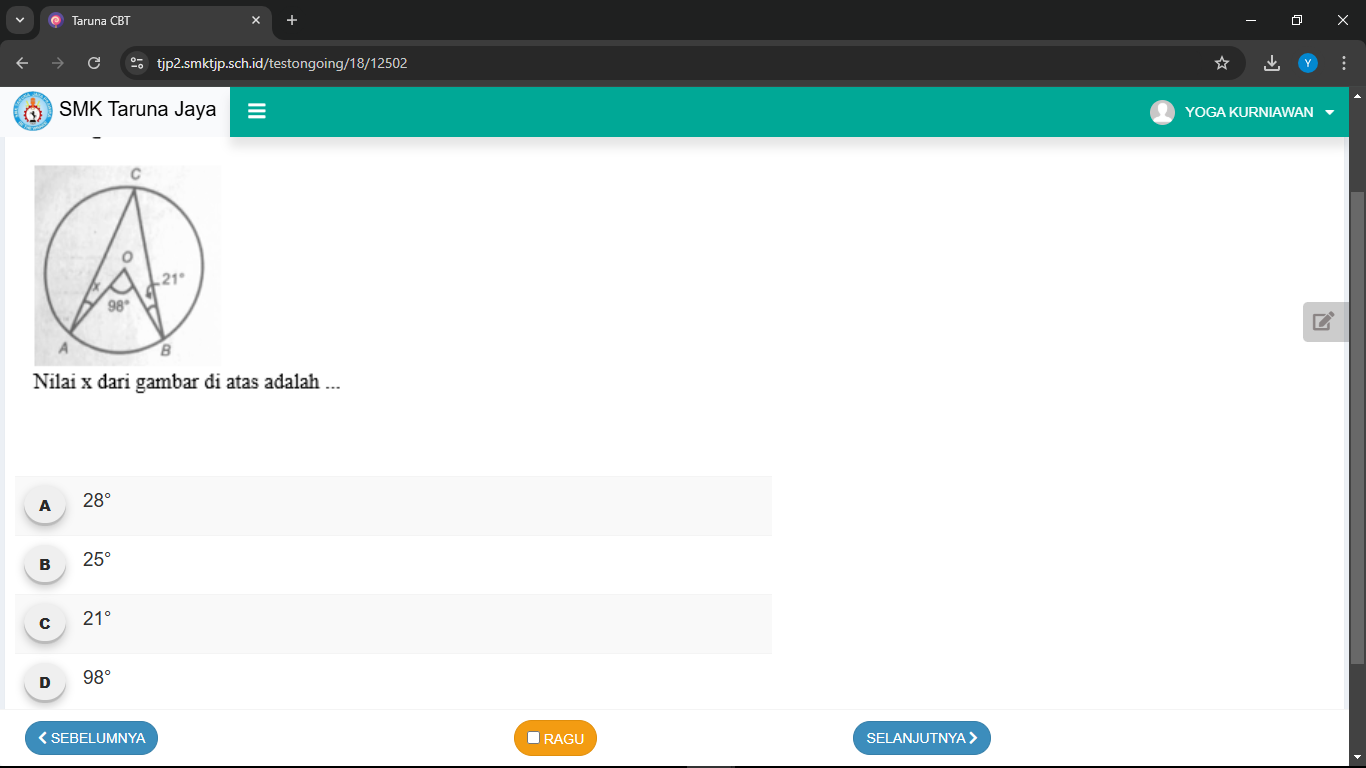 Taruna CBT
tjp2.smktjp.sch.id/testongoing/18/12502
Y
SMK Taruna Jaya
YOGA KURNIAWAN
C
O
21°
x
98°
A
B
Nilai x dari gambar di atas adalah ...
A 28°
B 25°
C 21°
D 98°
SEBELUMNYA
RAGU
SELANJUTNYA